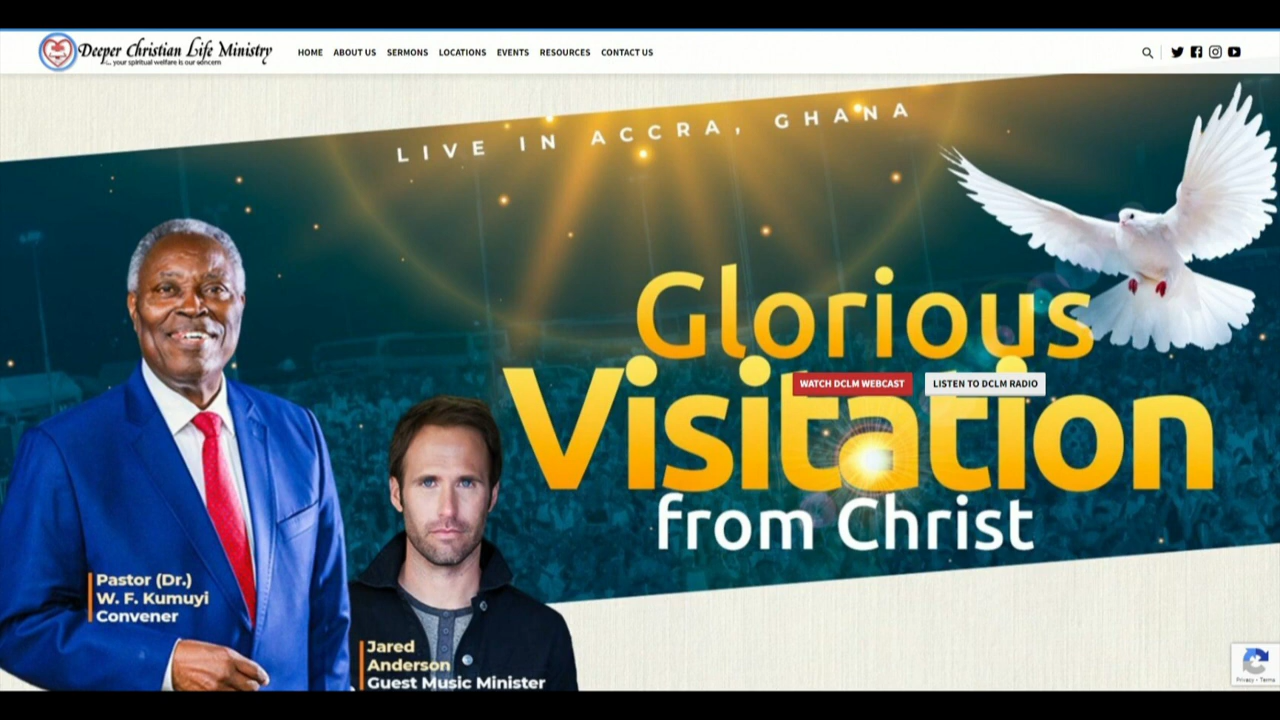 Deeper Christian Life Ministry
... your spiritual welfare is our concern
HOME ABOUT US SERMONS LOCATIONS EVENTS RESOURCES CONTACT US
LIVE IN ACCRA, GHANA
Glorious
Visitation
WATCH DCLM WEBCAST LISTEN TO DCLM RADIO
from Christ
Pastor (Dr.)
W. F. Kumuyi
Convener
Jared
Anderson
Guest Music Minister
Privacy - Terms